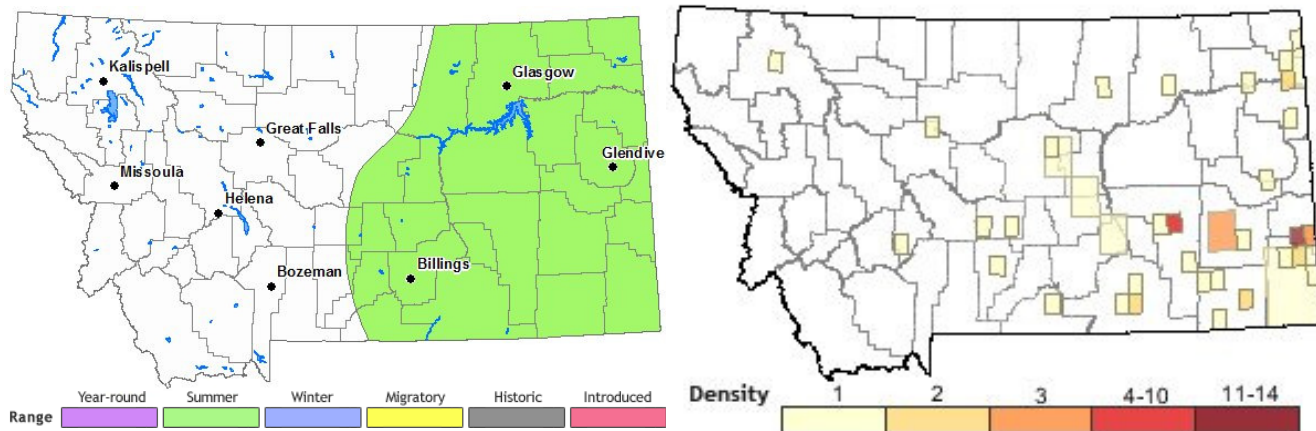 Kalispell
Glasgow
Great Falls
Glendive
Missoula
Helena
Bozeman
Billings
Range Year-round Summer Winter Migratory Historic Introduced
Density 1 2 3 4-10 11-14